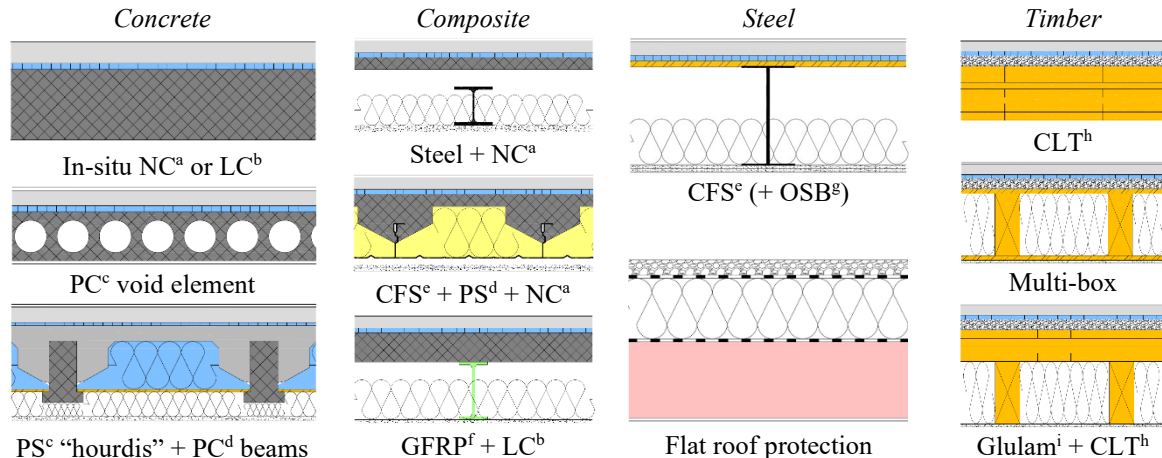 Concrete
In-situ NCᵃ or LCᵇ
PCᶜ void element
PSᶜ “hourdis” + PCᵈ beams
Composite
Steel + NCᵃ
CFSᵉ + PSᵈ + NCᵃ
GFRPᶠ + LCᵇ
Steel
CFSᵉ (+ OSBᵍ)
Flat roof protection
Timber
CLTʰ
Multi-box
Glulamⁱ + CLTʰ